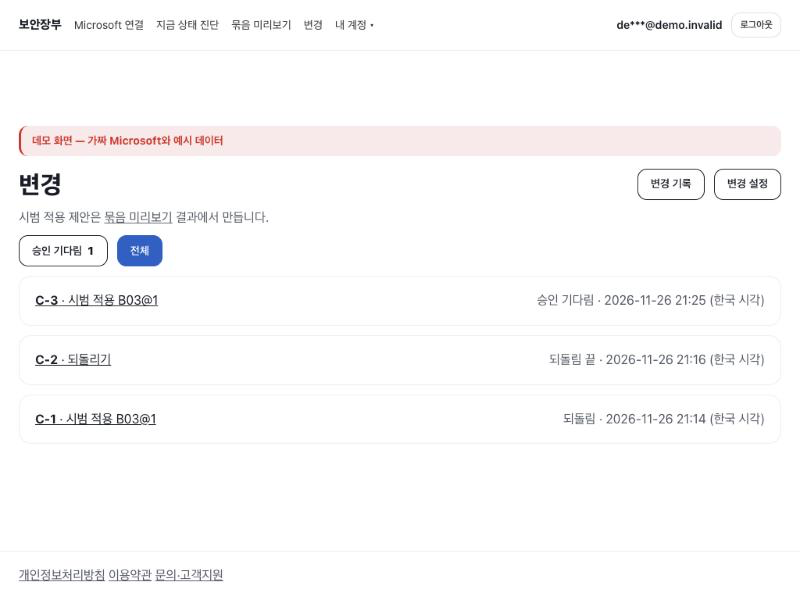 보안장부 Microsoft 연결 지금 상태 진단 묶음 미리보기 변경 내 계정 ▾ de***@demo.invalid 로그아웃
데모 화면 — 가짜 Microsoft와 예시 데이터
변경 변경 기록 변경 설정
시범 적용 제안은 묶음 미리보기 결과에서 만듭니다.
승인 기다림 1 전체
C-3 · 시범 적용 B03@1 승인 기다림 · 2026-11-26 21:25 (한국 시각)
C-2 · 되돌리기 되돌림 끝 · 2026-11-26 21:16 (한국 시각)
C-1 · 시범 적용 B03@1 되돌림 · 2026-11-26 21:14 (한국 시각)
개인정보처리방침 이용약관 문의·고객지원